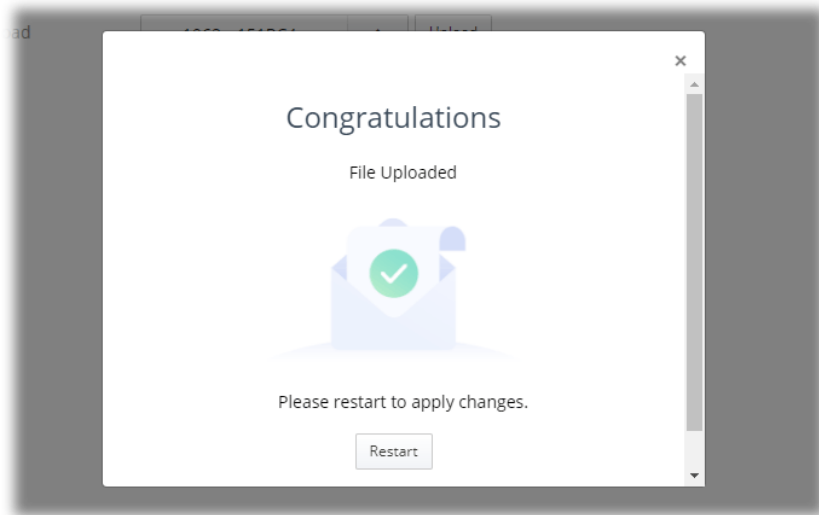 ×
Congratulations
File Uploaded
Please restart to apply changes.
Restart